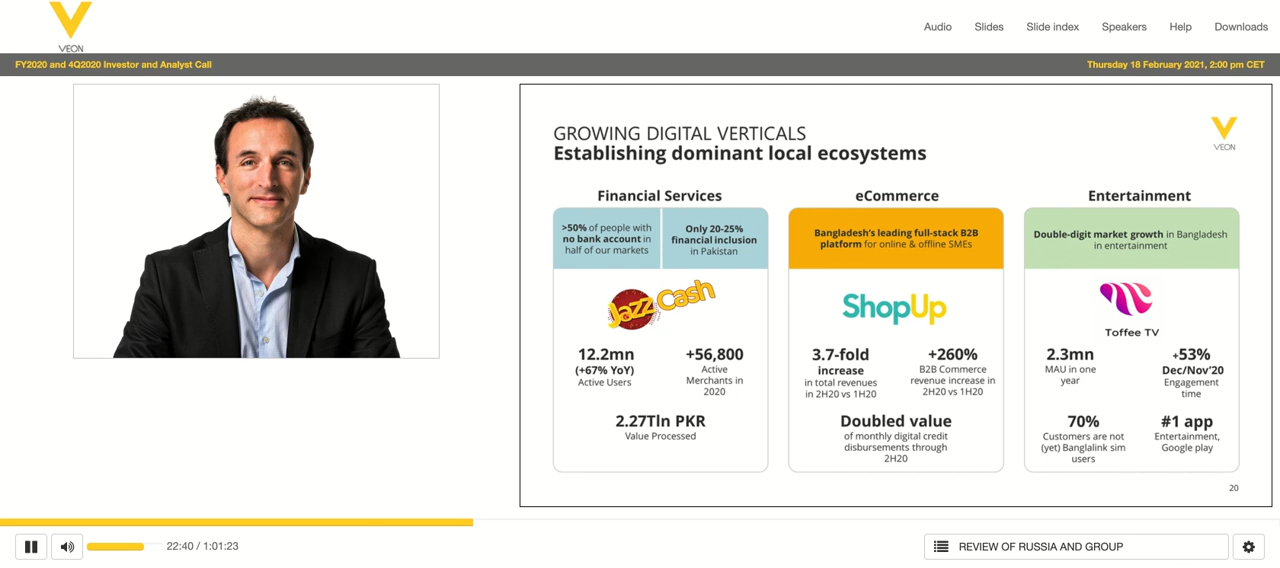 VEON
Audio
Slides
Slide index
Speakers
Help
Downloads
FY2020 and 4Q2020 Investor and Analyst Call
Thursday 18 February 2021, 2:00 pm CET
GROWING DIGITAL VERTICALS
Establishing dominant local ecosystems
VEON
Financial Services
>50% of people with
no bank account in
half of our markets
Only 20-25%
financial inclusion
in Pakistan
Jazz Cash
12.2mn
(+67% YoY)
Active Users
+56,800
Active
Merchants in
2020
2.27Tln PKR
Value Processed
eCommerce
Bangladesh's leading full-stack B2B
platform for online & offline SMEs
ShopUp
3.7-fold
increase
in total revenues
in 2H20 vs 1H20
+260%
B2B Commerce
revenue increase in
2H20 vs 1H20
Doubled value
of monthly digital credit
disbursements through
2H20
Entertainment
Double-digit market growth in Bangladesh
in entertainment
Toffee TV
2.3mn
MAU in one
year
+53%
Dec/Nov'20
Engagement
time
70%
Customers are not
(yet) Banglalink sim
users
#1 app
Entertainment,
Google play
20
22:40 / 1:01:23
REVIEW OF RUSSIA AND GROUP